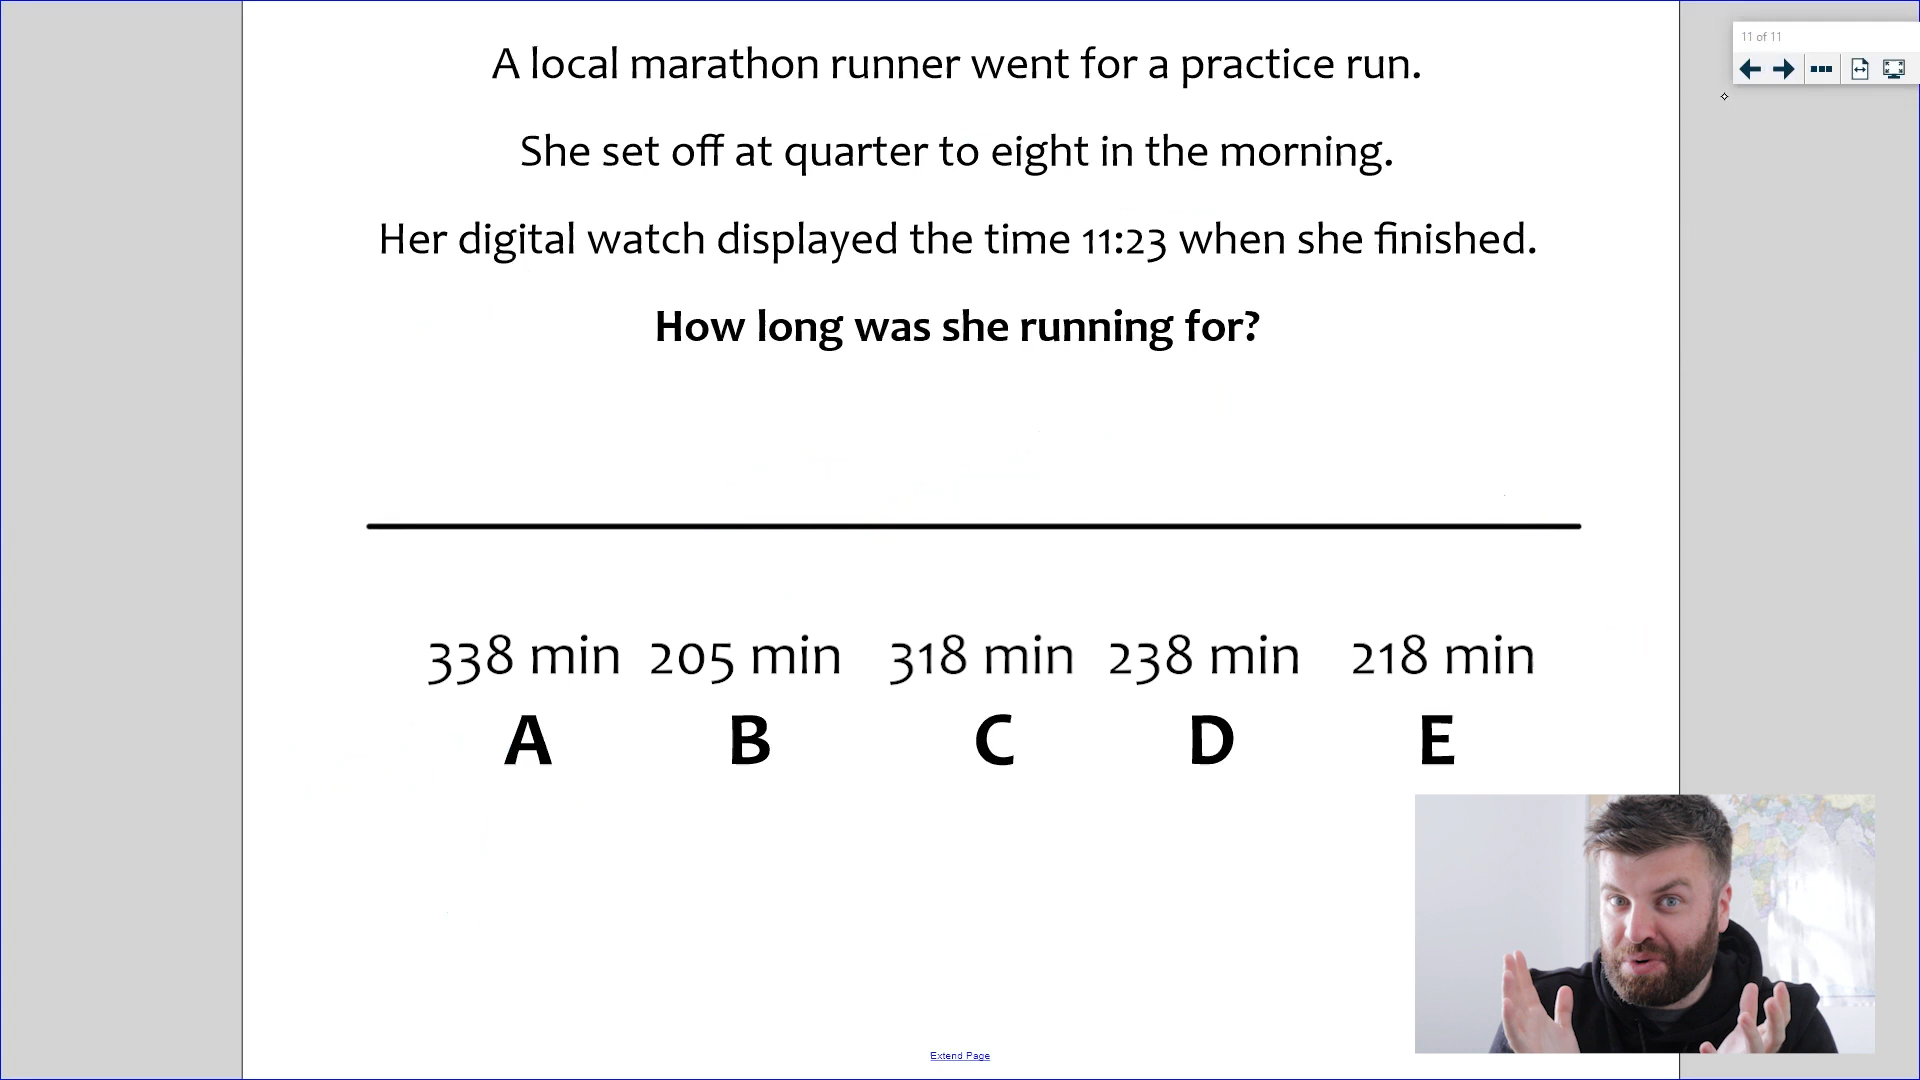 11 of 11
A local marathon runner went for a practice run.
She set off at quarter to eight in the morning.
Her digital watch displayed the time 11:23 when she finished.
How long was she running for?
338 min 205 min 318 min 238 min 218 min
A B C D E
Extend Page